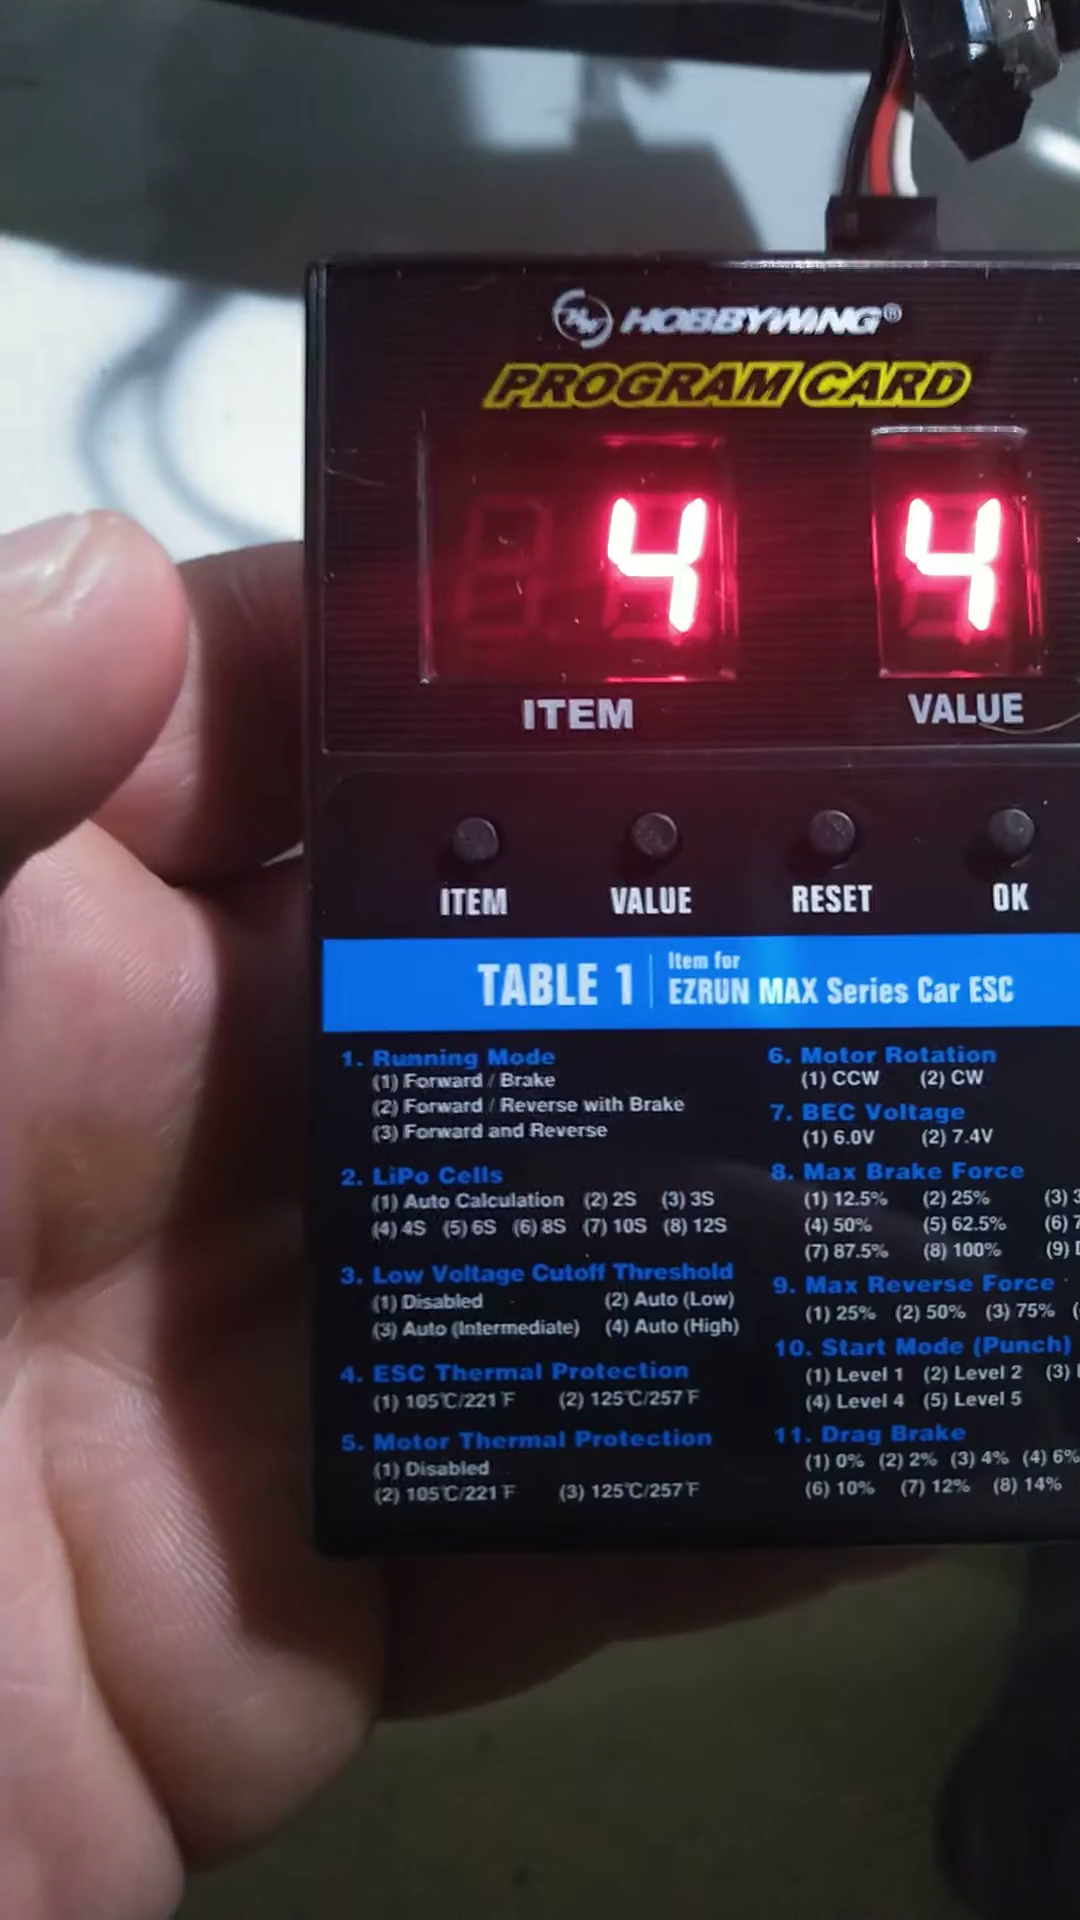 HOBBYWING®
PROGRAM CARD
4 4
ITEM VALUE
ITEM VALUE RESET OK
TABLE 1
Item for
EZRUN MAX Series Car ESC
1. Running Mode
(1) Forward / Brake
(2) Forward / Reverse with Brake
(3) Forward and Reverse
2. LiPo Cells
(1) Auto Calculation (2) 2S (3) 3S
(4) 4S (5) 6S (6) 8S (7) 10S (8) 12S
3. Low Voltage Cutoff Threshold
(1) Disabled (2) Auto (Low)
(3) Auto (Intermediate) (4) Auto (High)
4. ESC Thermal Protection
(1) 105℃/221℉ (2) 125℃/257℉
5. Motor Thermal Protection
(1) Disabled
(2) 105℃/221℉ (3) 125℃/257℉
6. Motor Rotation
(1) CCW (2) CW
7. BEC Voltage
(1) 6.0V (2) 7.4V
8. Max Brake Force
(1) 12.5% (2) 25% (3)
(4) 50% (5) 62.5% (6)
(7) 87.5% (8) 100% (9)
9. Max Reverse Force
(1) 25% (2) 50% (3) 75%
10. Start Mode (Punch)
(1) Level 1 (2) Level 2 (3)
(4) Level 4 (5) Level 5
11. Drag Brake
(1) 0% (2) 2% (3) 4% (4) 6%
(6) 10% (7) 12% (8) 14%